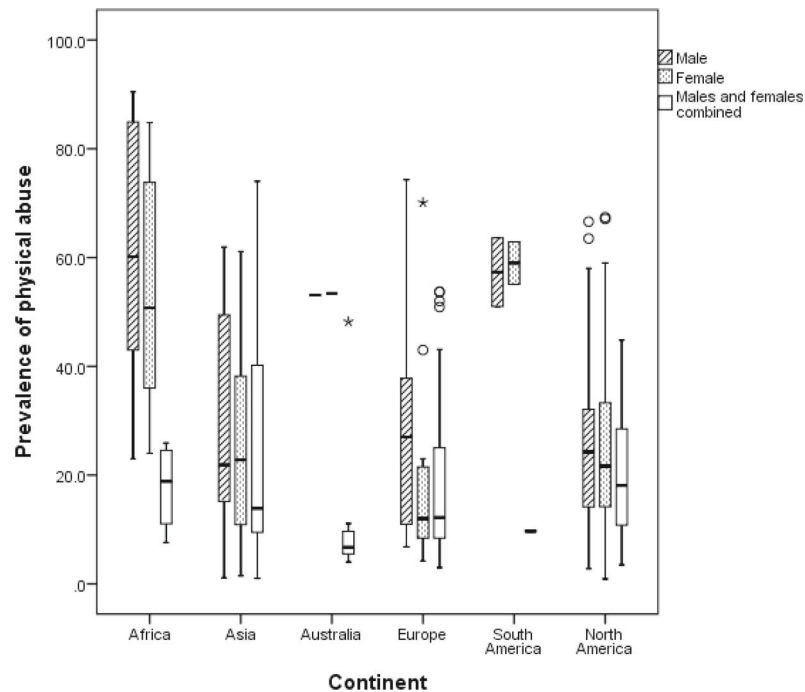 100.0
80.0
60.0
40.0
20.0
.0
Prevalence of physical abuse
Male
Female
Males and females
combined
Africa
Asia
Australia
Europe
South
America
North
America
Continent